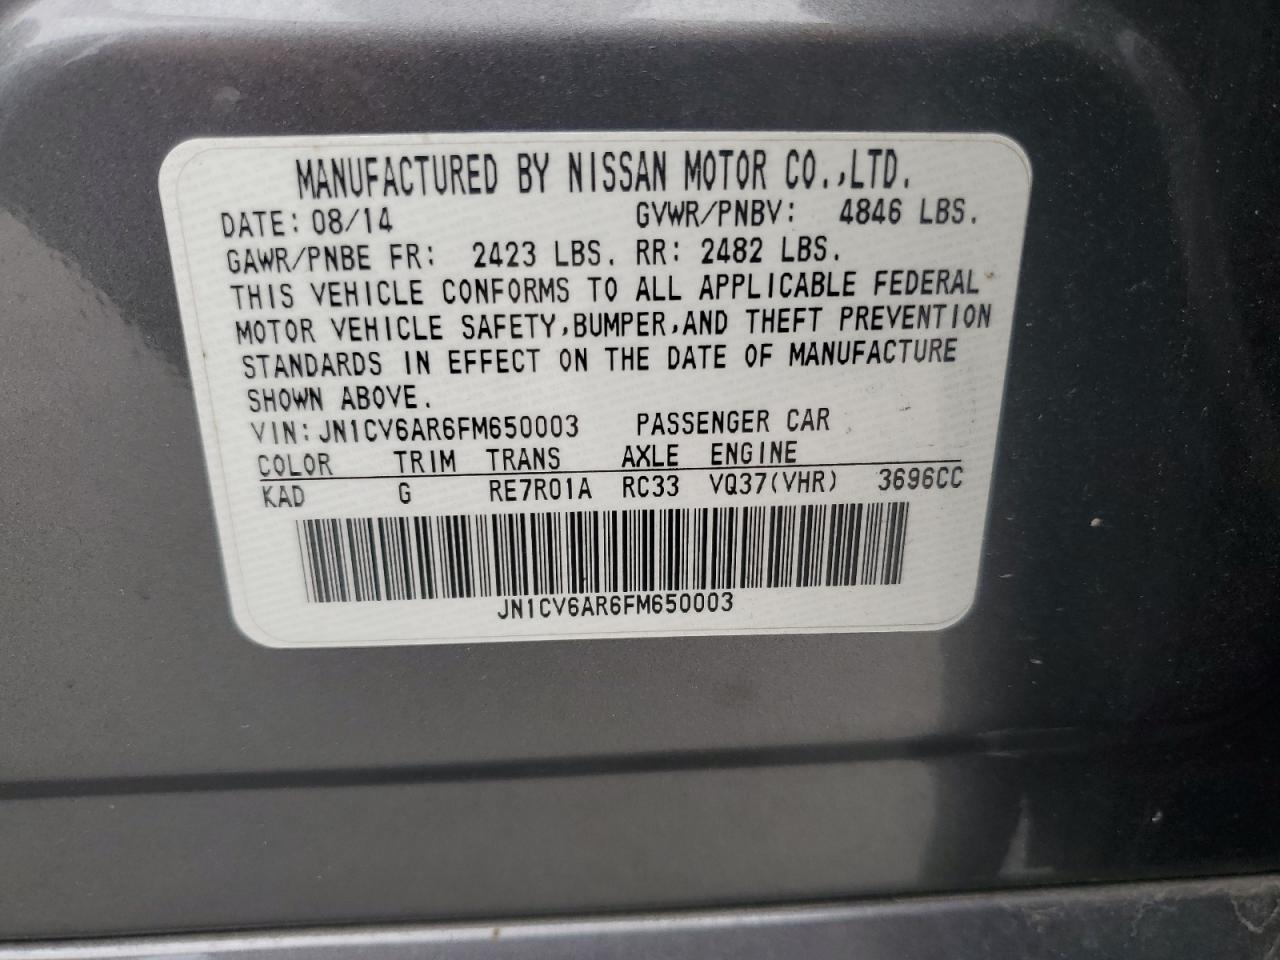 MANUFACTURED BY NISSAN MOTOR CO.,LTD.
DATE: 08/14 GVWR/PNBV: 4846 LBS.
GAWR/PNBE FR: 2423 LBS. RR: 2482 LBS.
THIS VEHICLE CONFORMS TO ALL APPLICABLE FEDERAL
MOTOR VEHICLE SAFETY,BUMPER,AND THEFT PREVENTION
STANDARDS IN EFFECT ON THE DATE OF MANUFACTURE
SHOWN ABOVE.
VIN: JN1CV6AR6FM650003 PASSENGER CAR
COLOR TRIM TRANS AXLE ENGINE
KAD G RE7R01A RC33 VQ37(VHR) 3696CC
JN1CV6AR6FM650003